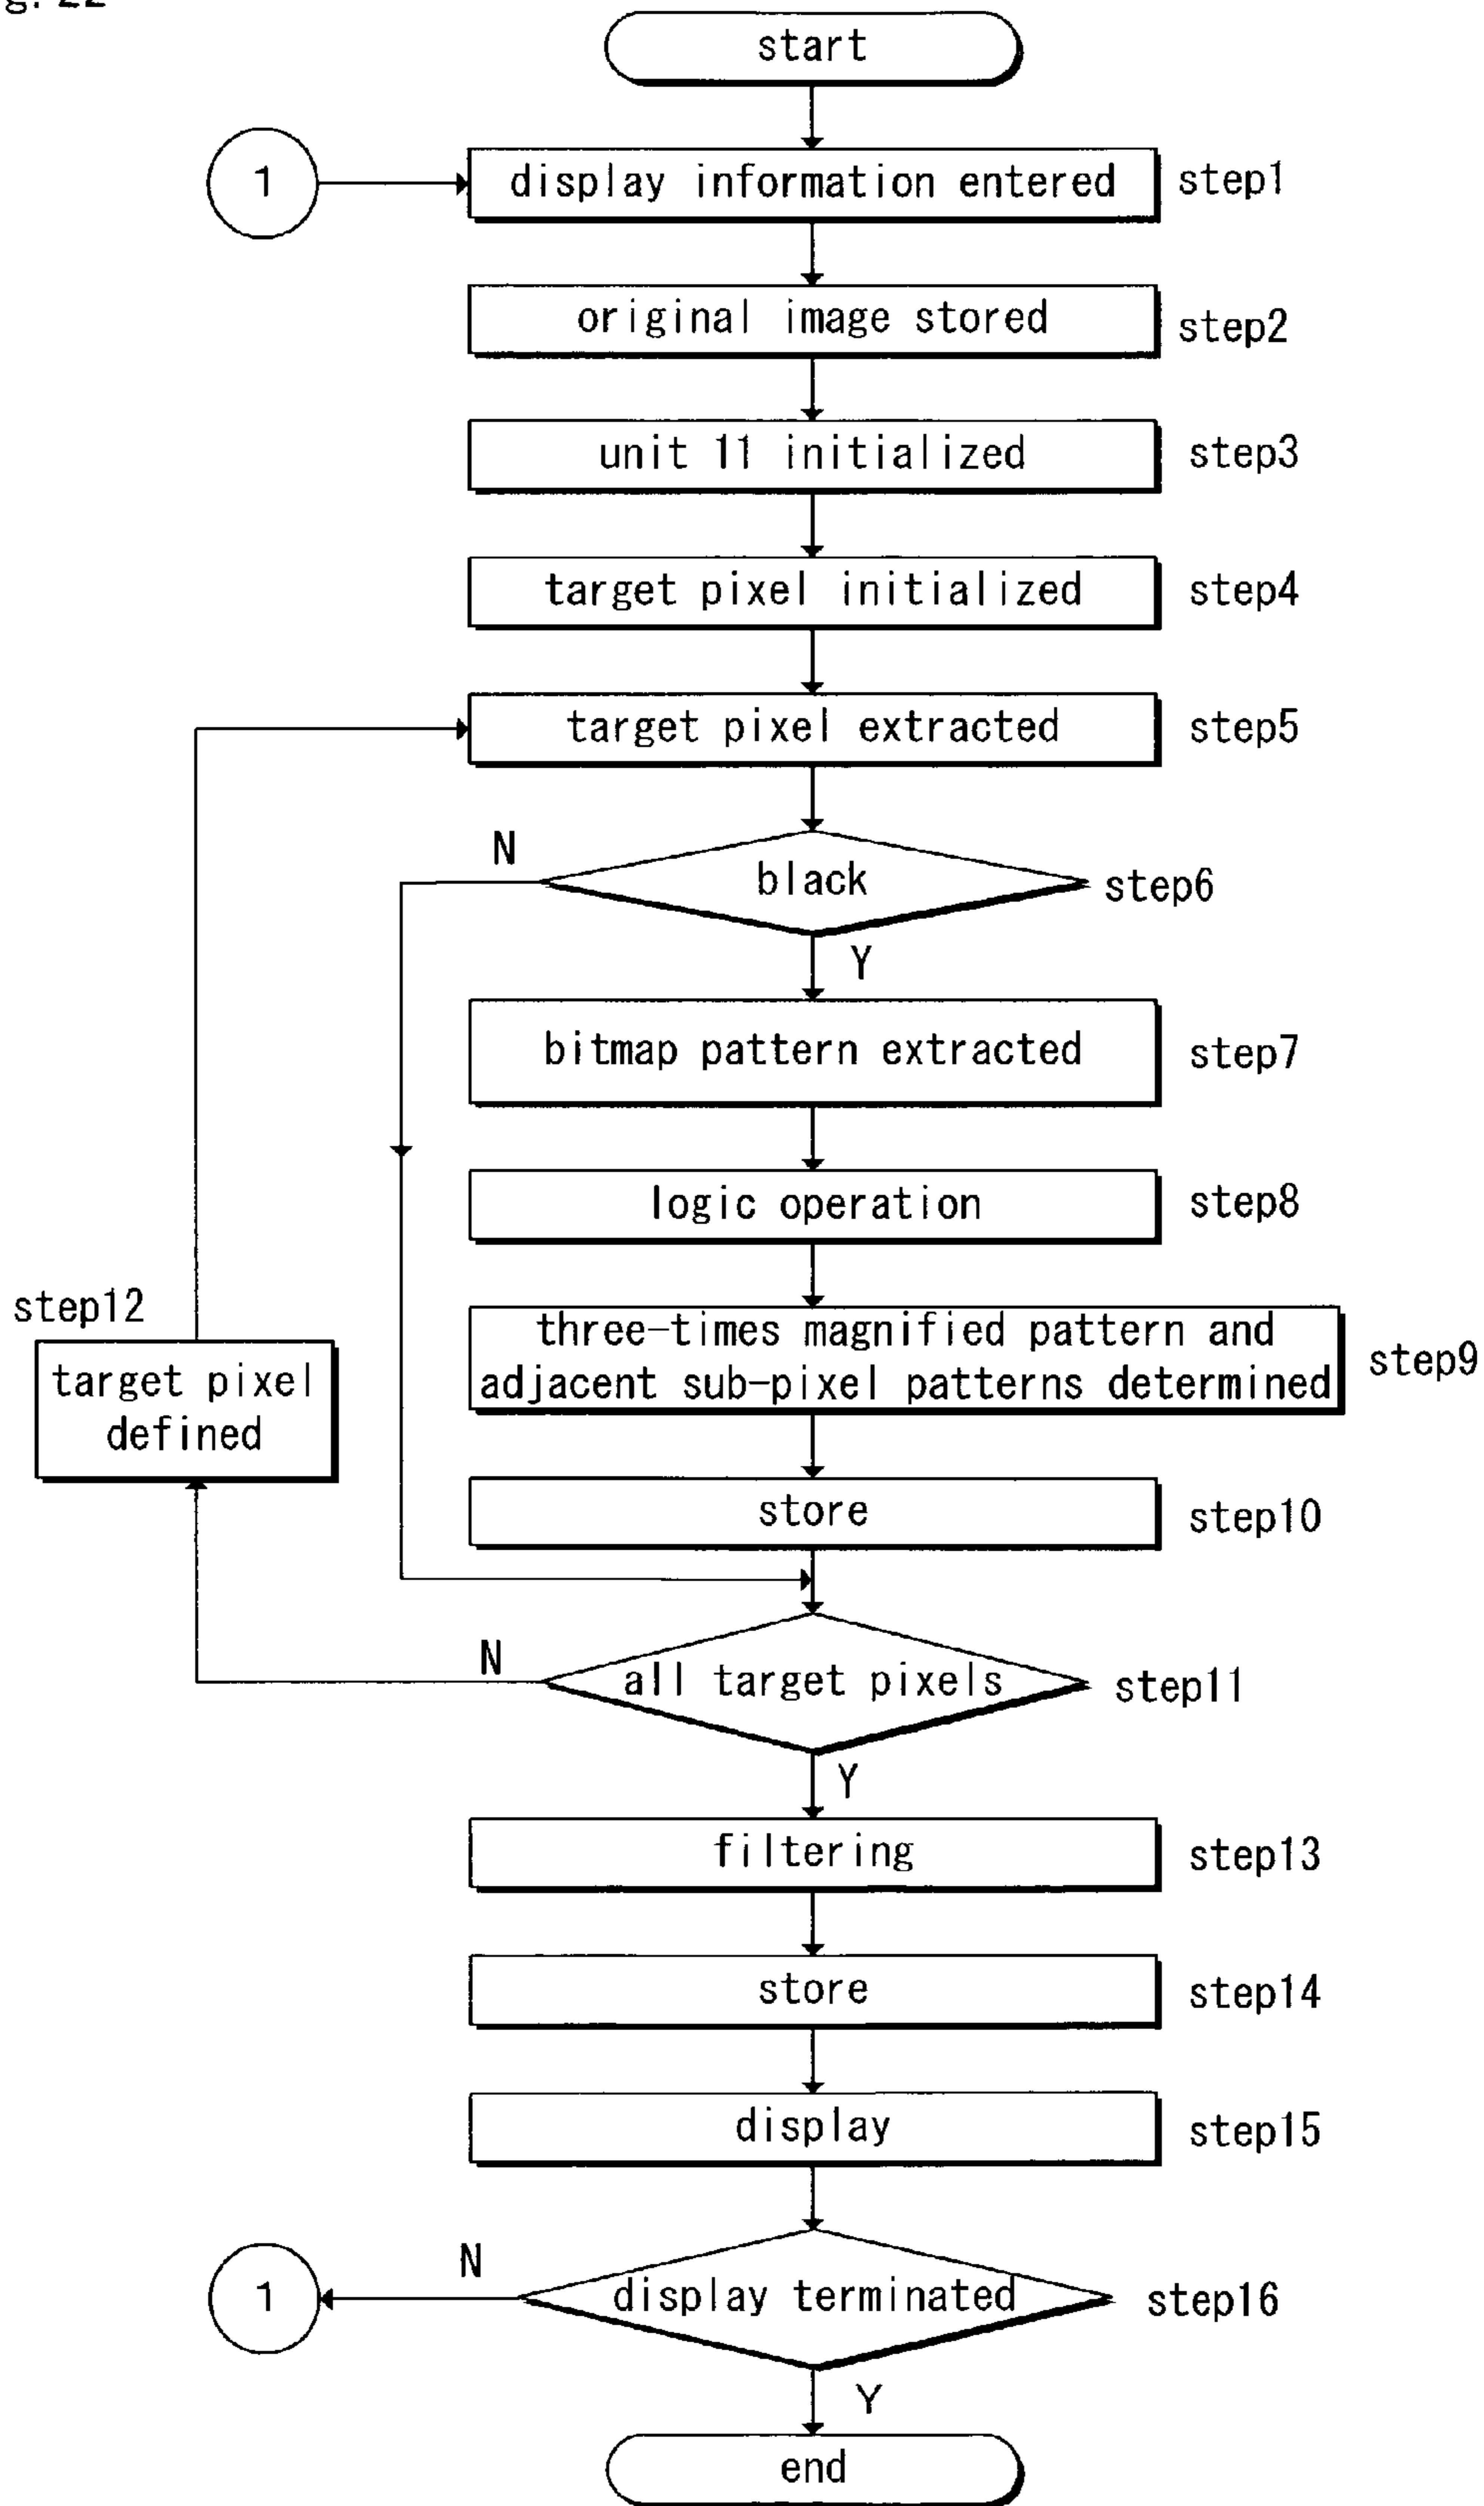 g. 22
start
1
display information entered
step1
original image stored
step2
unit 11 initialized
step3
target pixel initialized
step4
target pixel extracted
step5
N
black
step6
Y
bitmap pattern extracted
step7
logic operation
step8
step12
target pixel
defined
three-times magnified pattern and
adjacent sub-pixel patterns determined
step9
store
step10
N
all target pixels
step11
Y
filtering
step13
store
step14
display
step15
N
1
display terminated
step16
Y
end